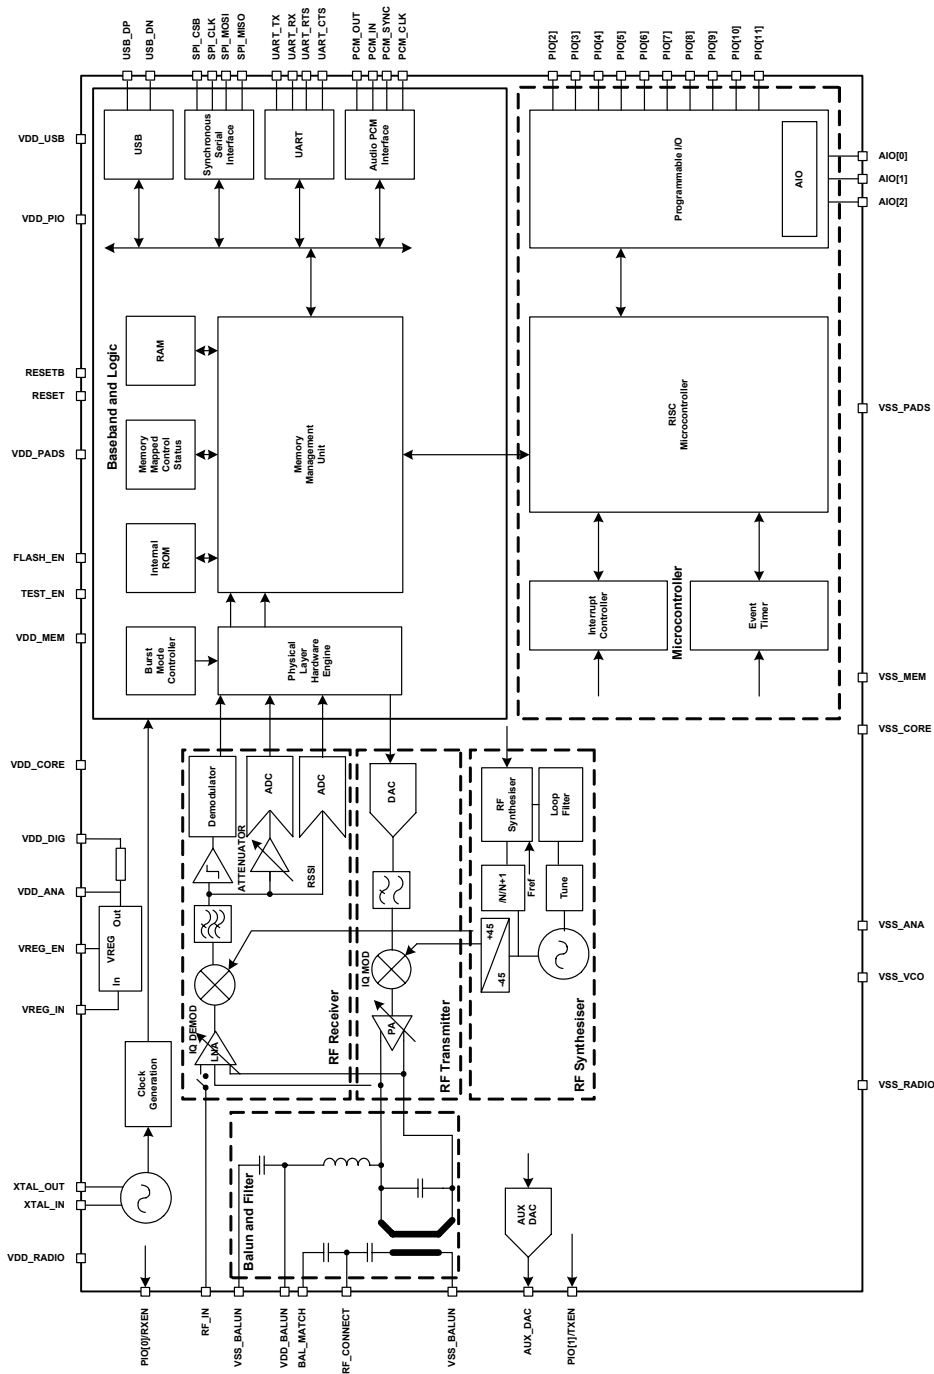 USB_DP
USB_DN
SPI_CSB
SPI_CLK
SPI_MOSI
SPI_MISO
UART_TX
UART_RX
UART_RTS
UART_CTS
PCM_OUT
PCM_IN
PCM_SYNC
PCM_CLK
PIO[2]
PIO[3]
PIO[4]
PIO[5]
PIO[6]
PIO[7]
PIO[8]
PIO[9]
PIO[10]
PIO[11]
VDD_USB
VDD_PIO
RESETB
RESET
VDD_PADS
FLASH_EN
TEST_EN
VDD_MEM
VDD_CORE
VDD_DIG
VDD_ANA
VREG_EN
VREG_IN
XTAL_OUT
XTAL_IN
VDD_RADIO
USB
Synchronous
Serial
Interface
UART
Audio PCM
Interface
Programmable I/O
AIO
AIO[0]
AIO[1]
AIO[2]
Baseband and Logic
RAM
Memory
Mapped
Control
Status
Internal
ROM
Memory
Management
Unit
RISC
Microcontroller
VSS_PADS
Burst
Mode
Controller
Physical
Layer
Hardware
Engine
Interrupt
Controller
Microcontroller
Event
Timer
VSS_MEM
VSS_CORE
VSS_ANA
VSS_VCO
VSS_RADIO
Demodulator
ADC
ADC
ATTENUATOR
RSSI
IQ DEMOD
LNA
RF Receiver
DAC
IQ MOD
PA
RF Transmitter
RF
Synthesiser
Loop
Filter
/N/N+1
Fref
Tune
+45
-45
RF Synthesiser
Out
VREG
In
Clock
Generation
Balun and Filter
AUX
DAC
PIO[0]/RXEN
RF_IN
VSS_BALUN
VDD_BALUN
BAL_MATCH
RF_CONNECT
VSS_BALUN
AUX_DAC
PIO[1]/TXEN